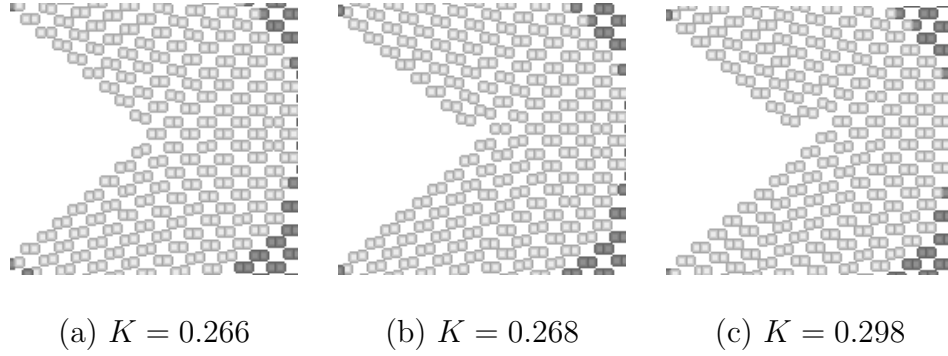 (a) K = 0.266
(b) K = 0.268
(c) K = 0.298